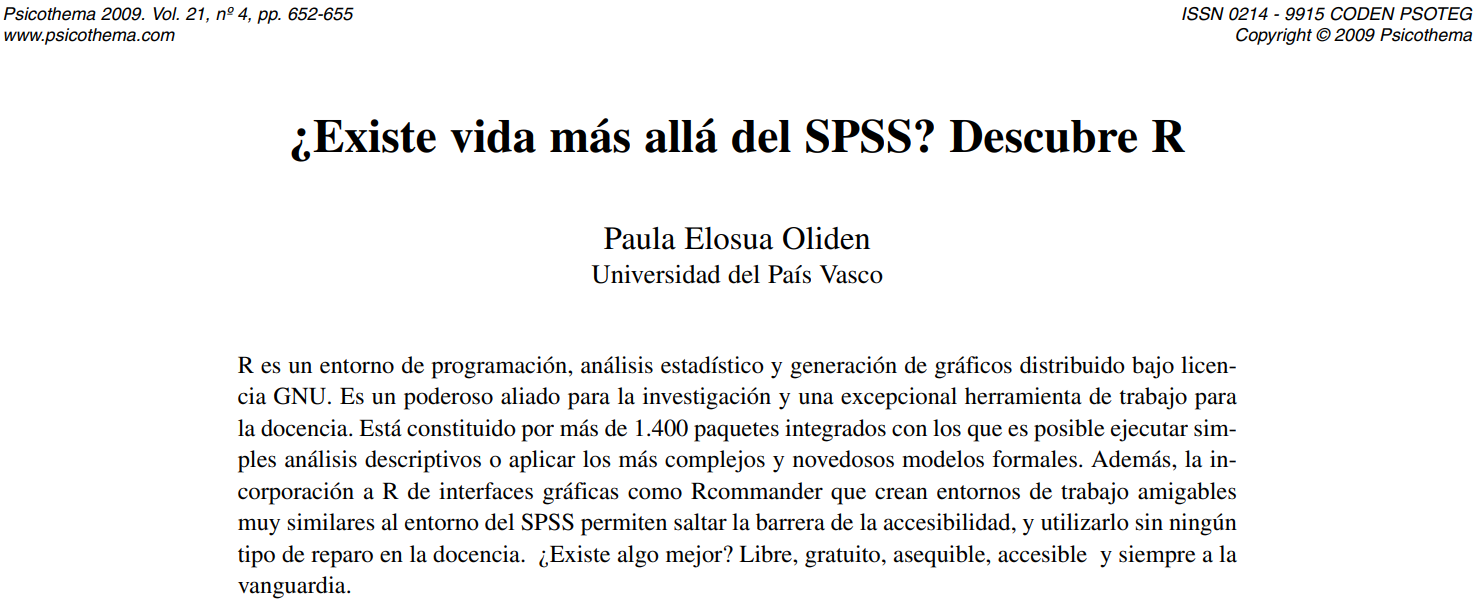 Psicothema 2009. Vol. 21, nº 4, pp. 652-655
www.psicothema.com
ISSN 0214 - 9915 CODEN PSOTEG
Copyright © 2009 Psicothema
¿Existe vida más allá del SPSS? Descubre R
Paula Elosua Oliden
Universidad del País Vasco
R es un entorno de programación, análisis estadístico y generación de gráficos distribuido bajo licen-
cia GNU. Es un poderoso aliado para la investigación y una excepcional herramienta de trabajo para
la docencia. Está constituido por más de 1.400 paquetes integrados con los que es posible ejecutar sim-
ples análisis descriptivos o aplicar los más complejos y novedosos modelos formales. Además, la in-
corporación a R de interfaces gráficas como Rcommander que crean entornos de trabajo amigables
muy similares al entorno del SPSS permiten saltar la barrera de la accesibilidad, y utilizarlo sin ningún
tipo de reparo en la docencia. ¿Existe algo mejor? Libre, gratuito, asequible, accesible y siempre a la
vanguardia.